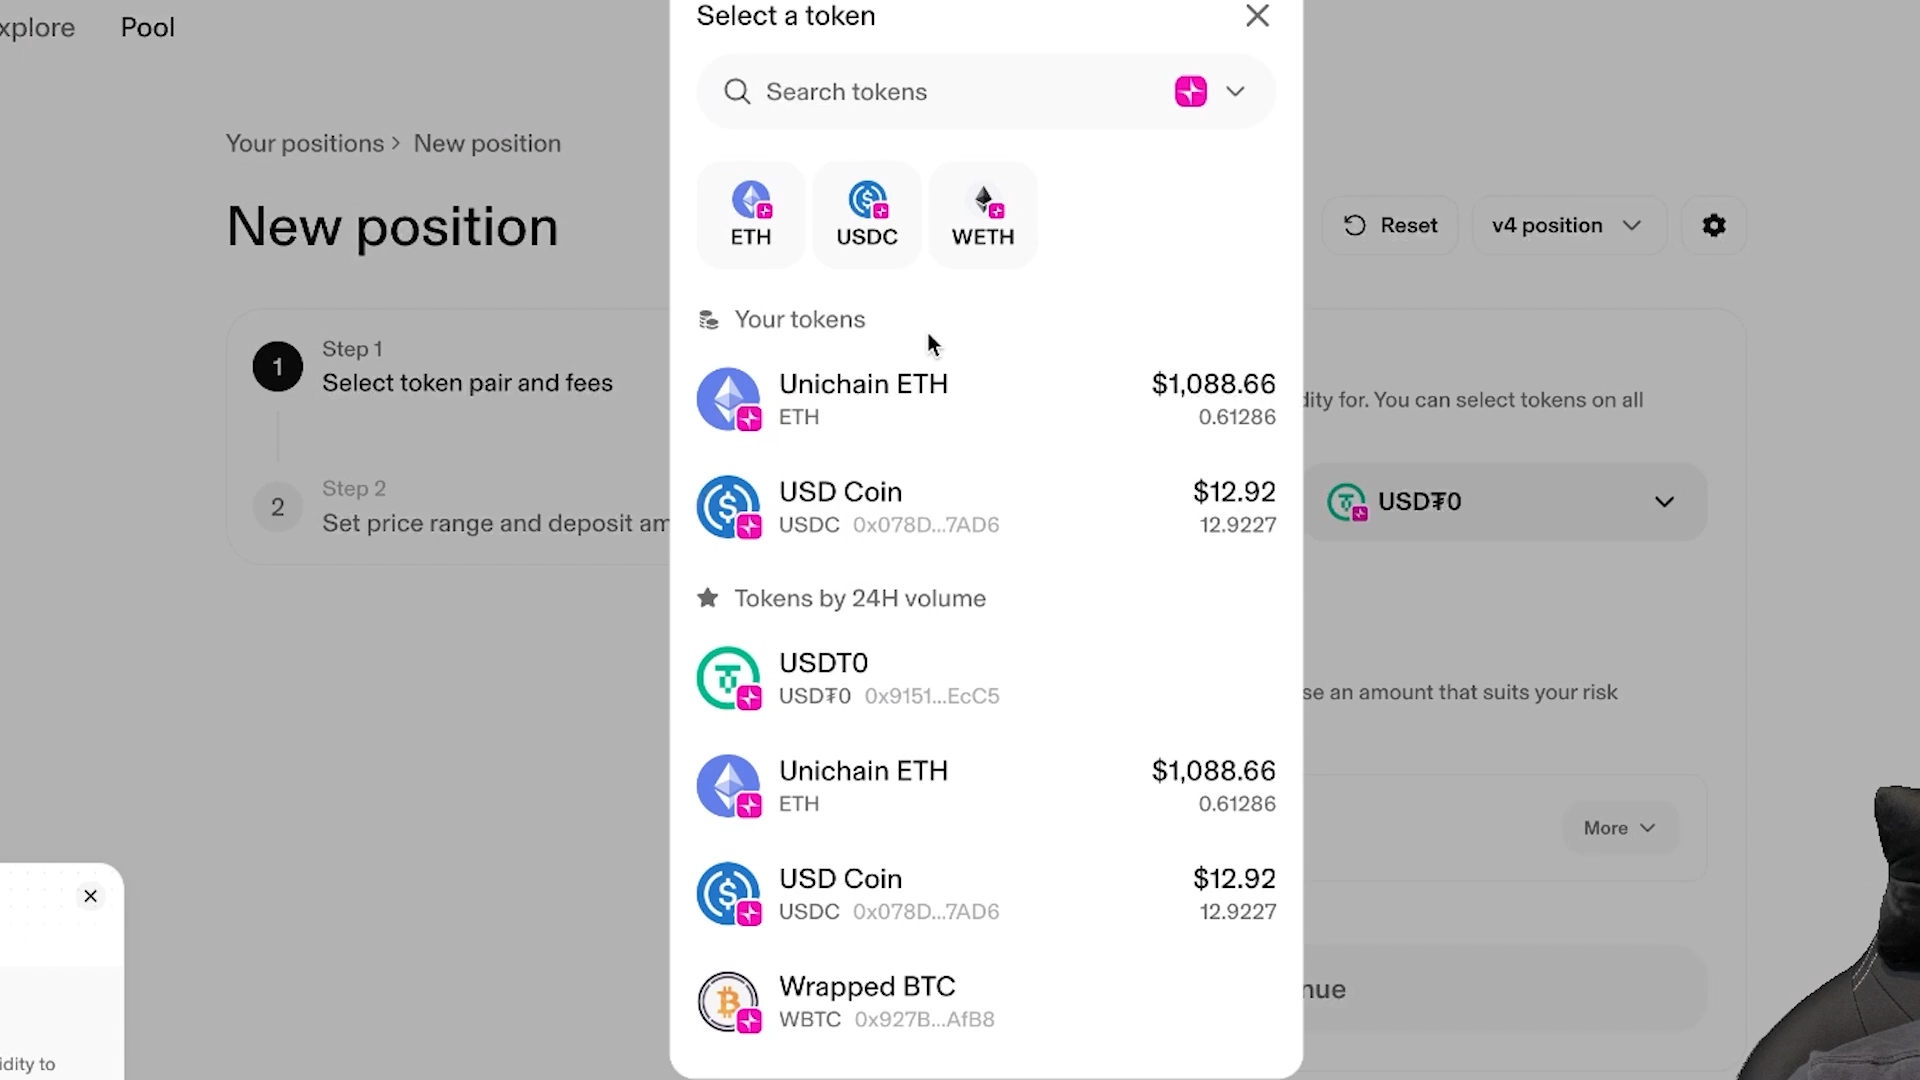 xplore
Pool
Your positions > New position
New position
Reset
v4 position
1
Step 1
Select token pair and fees
2
Step 2
Set price range and deposit am
Select a token
Search tokens
ETH
USDC
WETH
Your tokens
Unichain ETH
$1,088.66
ETH
0.61286
USD Coin
$12.92
USDC 0x078D...7AD6
12.9227
Tokens by 24H volume
USDT0
USD₮0 0x9151...EcC5
Unichain ETH
$1,088.66
ETH
0.61286
USD Coin
$12.92
USDC 0x078D...7AD6
12.9227
Wrapped BTC
WBTC 0x927B...AfB8
dity for. You can select tokens on all
USD₮0
se an amount that suits your risk
More
nue
idity to